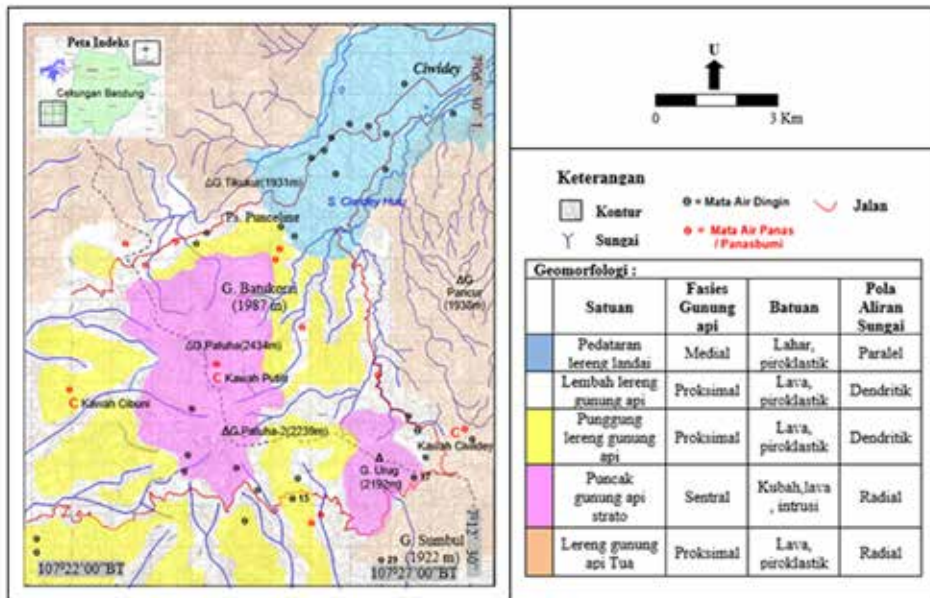 Peta Indeks
Cekungan Bandung
Ciwidey
ΔG.Tikukur(1931m)
S. Ciwidey Hulu
Ps. Punceling
G. Batukorsi
(1987 m)
ΔG.
Pancur
(1930m)
ΔG.Patuha(2434m)
C Kawah Putih
C Kawah Cibuni
ΔG.Patuha-2(2239m)
C
Kawah Ciwidey
Δ
G. Urug
(2192m)
17
15
G. Sumbul
(1922 m)
29
107°22'00"BT
107°27'00"BT
U
0 3 Km
Keterangan
Kontur
= Mata Air Dingin
Jalan
Sungai
= Mata Air Panas
/ Panasbumi
Geomorfologi :
Satuan Fasies Gunung api Batuan Pola Aliran Sungai
Pedataran lereng landai Medial Lahar, piroklastik Paralel
Lembah lereng gunung api Proksimal Lava, piroklastik Dendritik
Punggung lereng gunung api Proksimal Lava, piroklastik Dendritik
Puncak gunung api strato Sentral Kubah,lava , intrusi Radial
Lereng gunung api Tua Proksimal Lava, piroklastik Radial